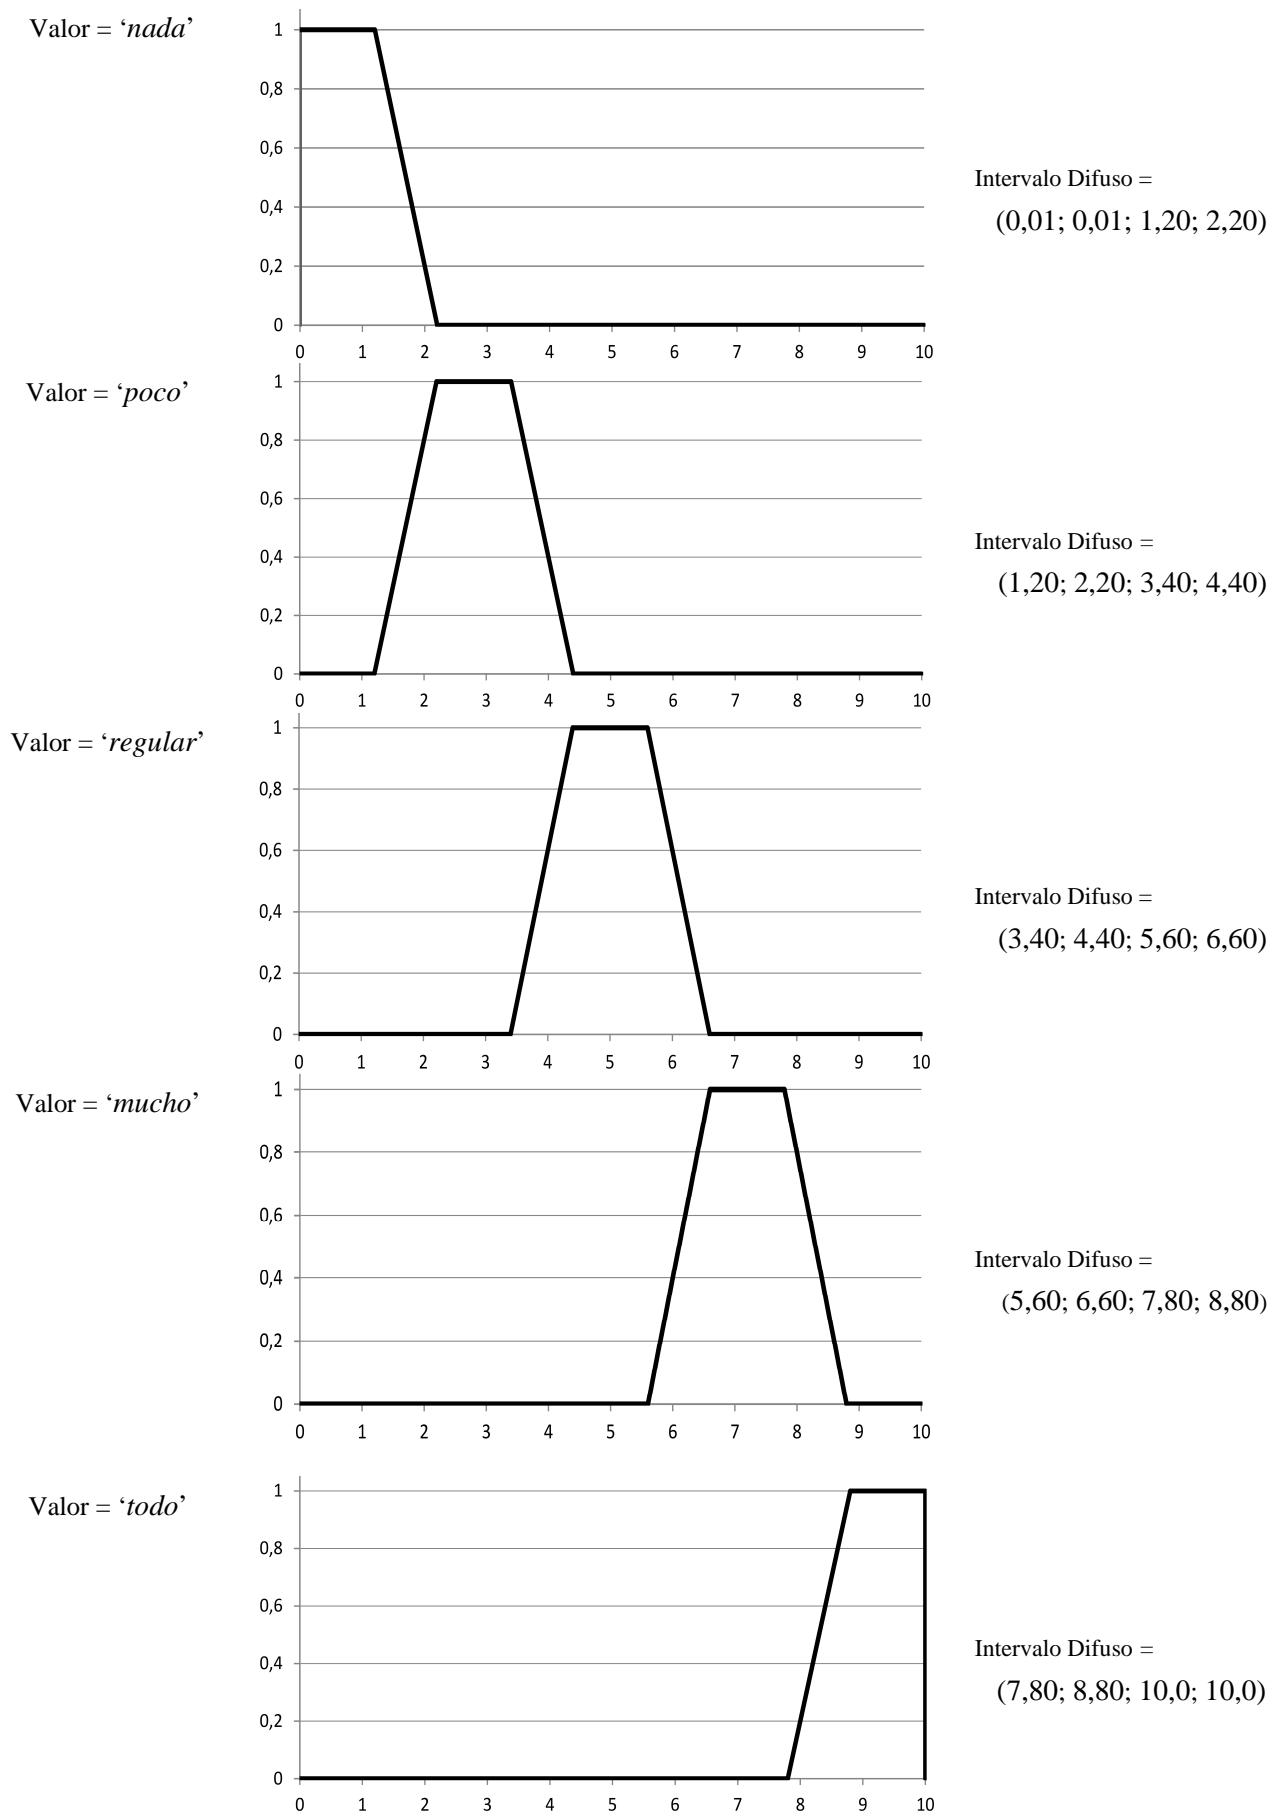 Valor = ‘nada’
1
0,8
0,6
0,4
0,2
0
0 1 2 3 4 5 6 7 8 9 10
Intervalo Difuso =
(0,01; 0,01; 1,20; 2,20)
Valor = ‘poco’
1
0,8
0,6
0,4
0,2
0
0 1 2 3 4 5 6 7 8 9 10
Intervalo Difuso =
(1,20; 2,20; 3,40; 4,40)
Valor = ‘regular’
1
0,8
0,6
0,4
0,2
0
0 1 2 3 4 5 6 7 8 9 10
Intervalo Difuso =
(3,40; 4,40; 5,60; 6,60)
Valor = ‘mucho’
1
0,8
0,6
0,4
0,2
0
0 1 2 3 4 5 6 7 8 9 10
Intervalo Difuso =
(5,60; 6,60; 7,80; 8,80)
Valor = ‘todo’
1
0,8
0,6
0,4
0,2
0
0 1 2 3 4 5 6 7 8 9 10
Intervalo Difuso =
(7,80; 8,80; 10,0; 10,0)